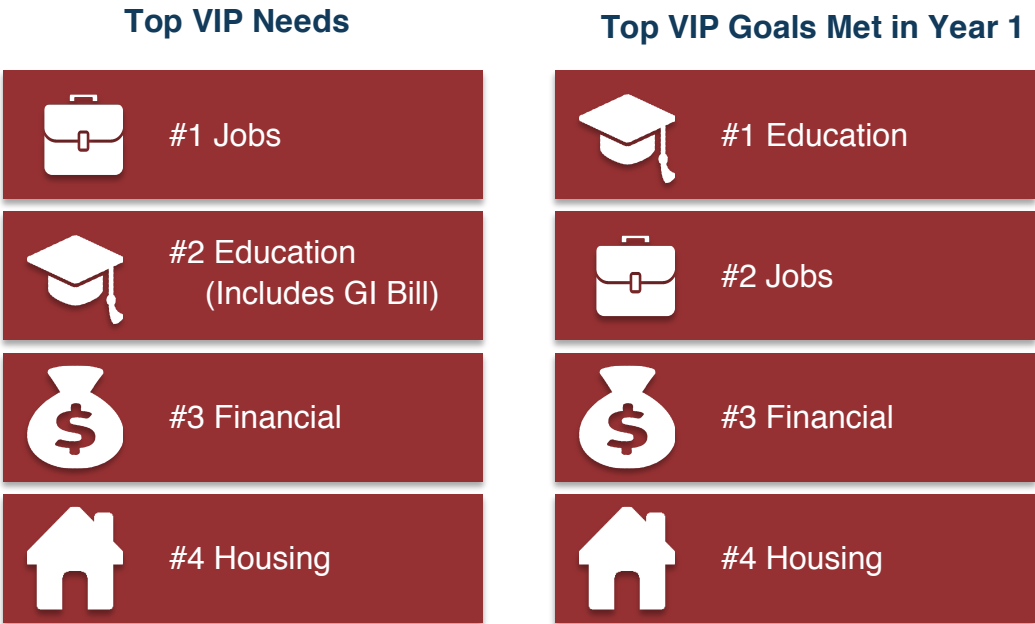 Top VIP Needs
#1 Jobs
#2 Education
(Includes GI Bill)
#3 Financial
#4 Housing
Top VIP Goals Met in Year 1
#1 Education
#2 Jobs
#3 Financial
#4 Housing